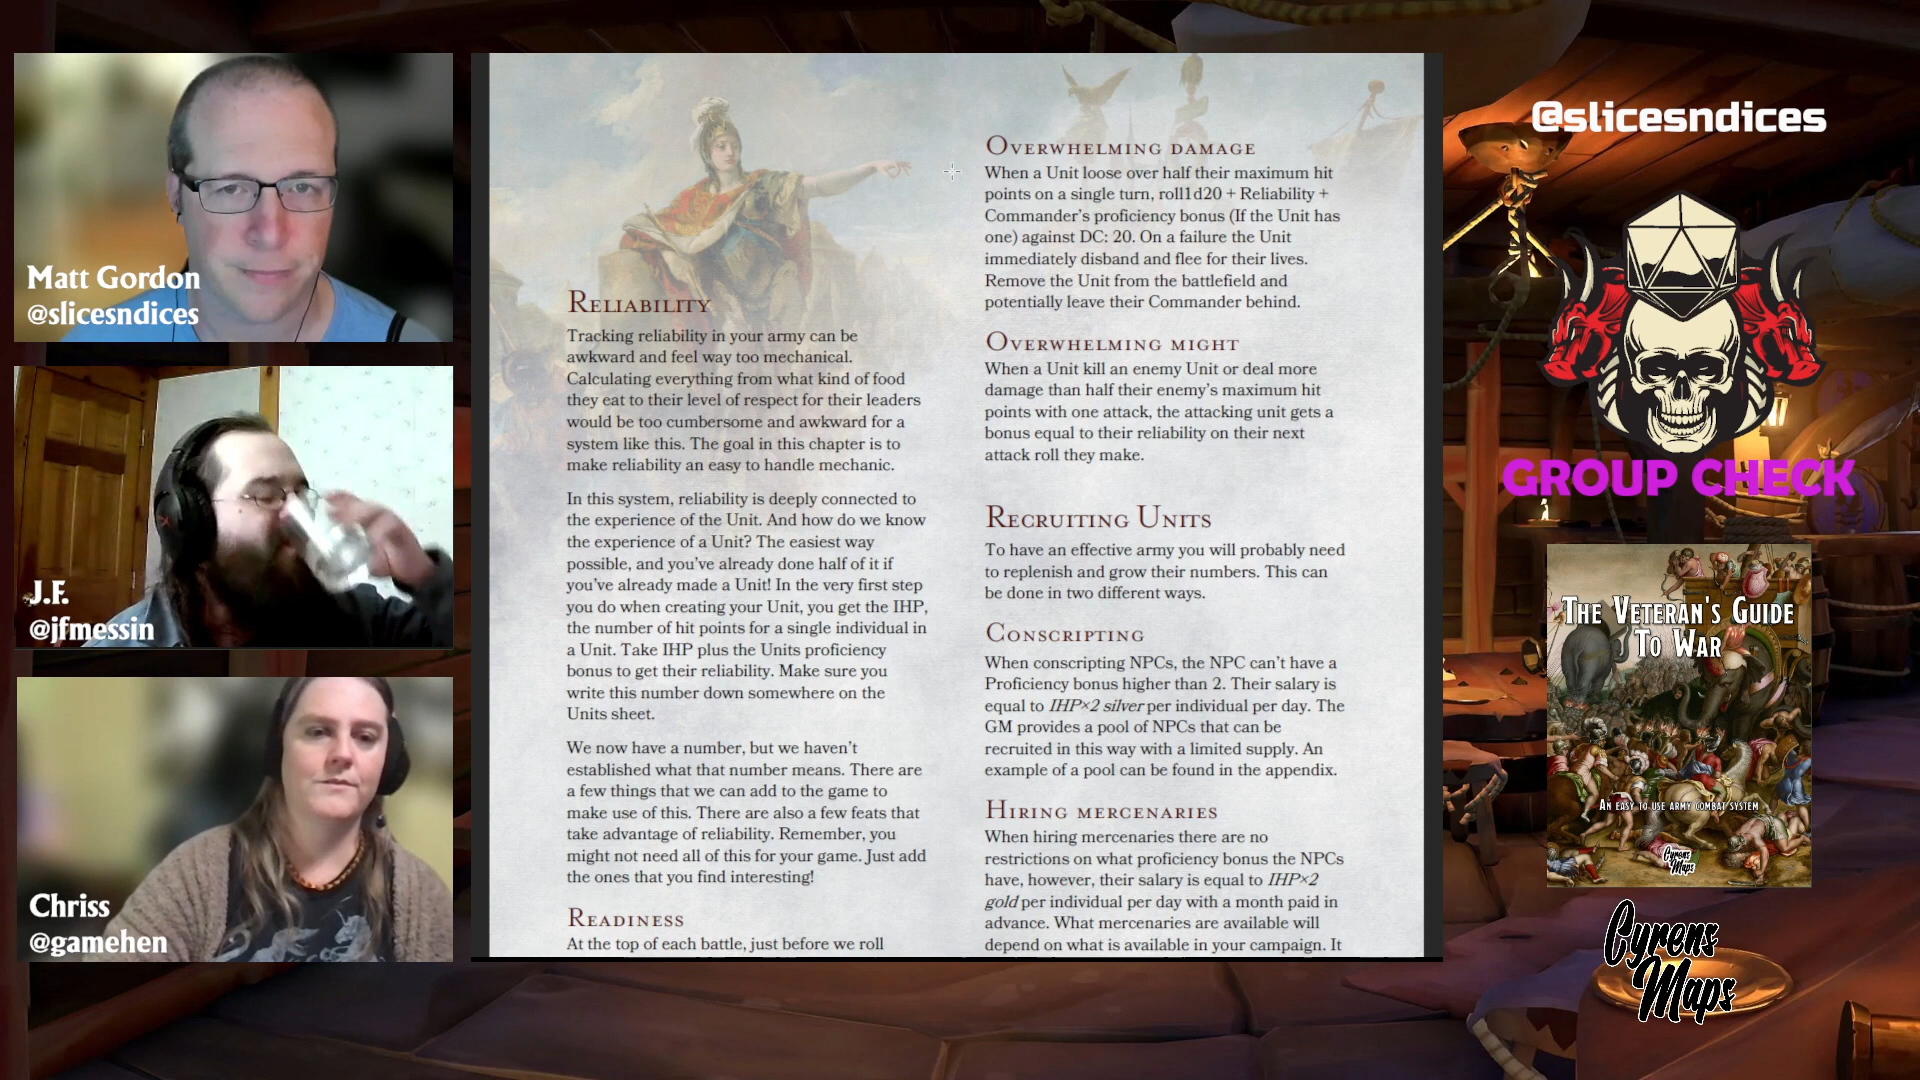 Matt Gordon
@slicesndices
J.F.
@jfmessin
Chriss
@gamehen
RELIABILITY
Tracking reliability in your army can be
awkward and feel way too mechanical.
Calculating everything from what kind of food
they eat to their level of respect for their leaders
would be too cumbersome and awkward for a
system like this. The goal in this chapter is to
make reliability an easy to handle mechanic.
In this system, reliability is deeply connected to
the experience of the Unit. And how do we know
the experience of a Unit? The easiest way
possible, and you've already done half of it if
you've already made a Unit! In the very first step
you do when creating your Unit, you get the IHP,
the number of hit points for a single individual in
a Unit. Take IHP plus the Units proficiency
bonus to get their reliability. Make sure you
write this number down somewhere on the
Units sheet.
We now have a number, but we haven't
established what that number means. There are
a few things that we can add to the game to
make use of this. There are also a few feats that
take advantage of reliability. Remember, you
might not need all of this for your game. Just add
the ones that you find interesting!
READINESS
At the top of each battle, just before we roll
OVERWHELMING DAMAGE
When a Unit loose over half their maximum hit
points on a single turn, roll1d20 + Reliability +
Commander's proficiency bonus (If the Unit has
one) against DC: 20. On a failure the Unit
immediately disband and flee for their lives.
Remove the Unit from the battlefield and
potentially leave their Commander behind.
OVERWHELMING MIGHT
When a Unit kill an enemy Unit or deal more
damage than half their enemy's maximum hit
points with one attack, the attacking unit gets a
bonus equal to their reliability on their next
attack roll they make.
RECRUITING UNITS
To have an effective army you will probably need
to replenish and grow their numbers. This can
be done in two different ways.
CONSCRIPTING
When conscripting NPCs, the NPC can't have a
Proficiency bonus higher than 2. Their salary is
equal to IHP×2 silver per individual per day. The
GM provides a pool of NPCs that can be
recruited in this way with a limited supply. An
example of a pool can be found in the appendix.
HIRING MERCENARIES
When hiring mercenaries there are no
restrictions on what proficiency bonus the NPCs
have, however, their salary is equal to IHP×2
gold per individual per day with a month paid in
advance. What mercenaries are available will
depend on what is available in your campaign. It
@slicesndices
GROUP CHECK
THE VETERAN'S GUIDE
TO WAR
AN EASY TO USE ARMY COMBAT SYSTEM
Cyrens
Maps
Cyrens
Maps